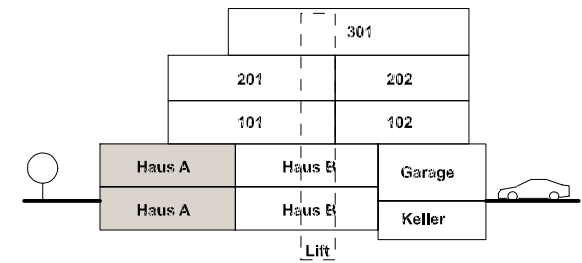 301
201 202
101 102
Haus A Haus B Garage
Haus A Haus B Keller
Lift